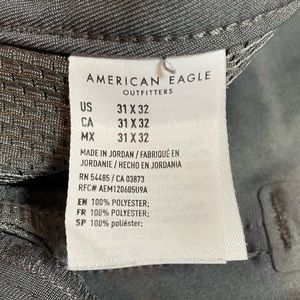 AMERICAN EAGLE
OUTFITTERS
US 31 X 32
CA 31 X 32
MX 31 X 32
MADE IN JORDAN / FABRIQUÉ EN
JORDANIE / HECHO EN JORDANIA
RN 54485 / CA 03873
RFC# AEM120605U9A
EN 100% POLYESTER;
FR 100% POLYESTER;
SP 100% poliéster;